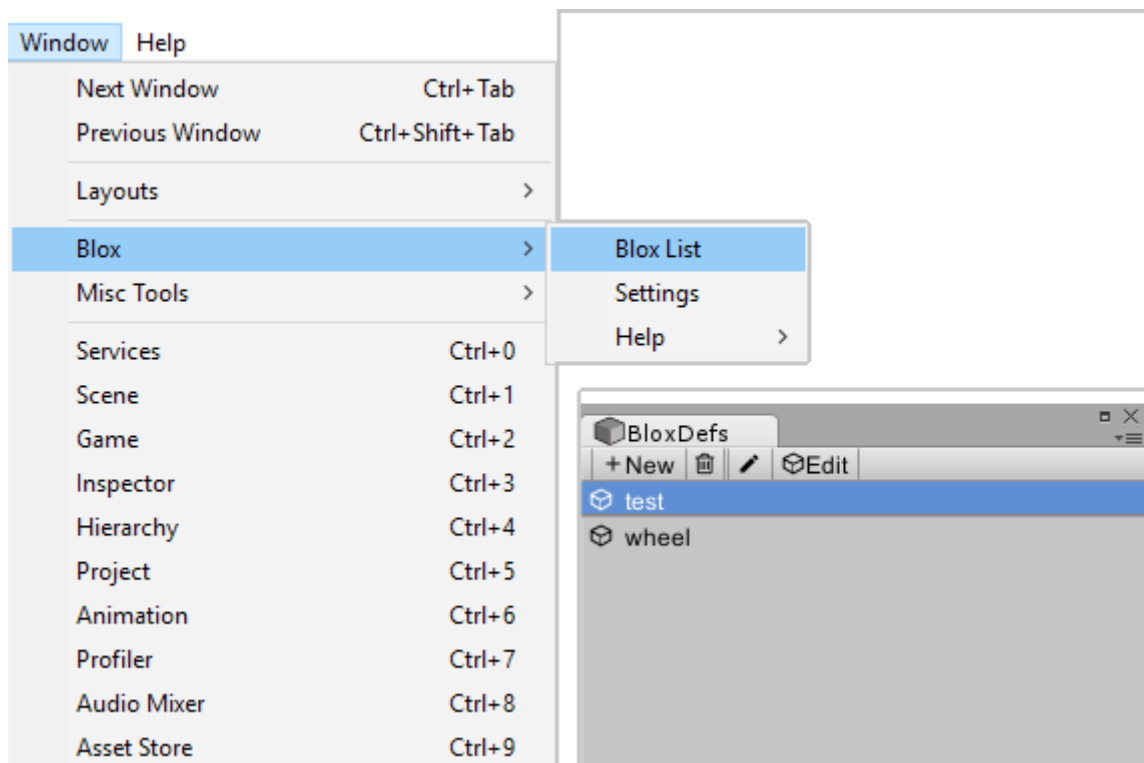 Window Help
Next Window Ctrl+Tab
Previous Window Ctrl+Shift+Tab
Layouts
Blox
Misc Tools
Services Ctrl+0
Scene Ctrl+1
Game Ctrl+2
Inspector Ctrl+3
Hierarchy Ctrl+4
Project Ctrl+5
Animation Ctrl+6
Profiler Ctrl+7
Audio Mixer Ctrl+8
Asset Store Ctrl+9
Blox List
Settings
Help
BloxDefs
+New Edit
test
wheel